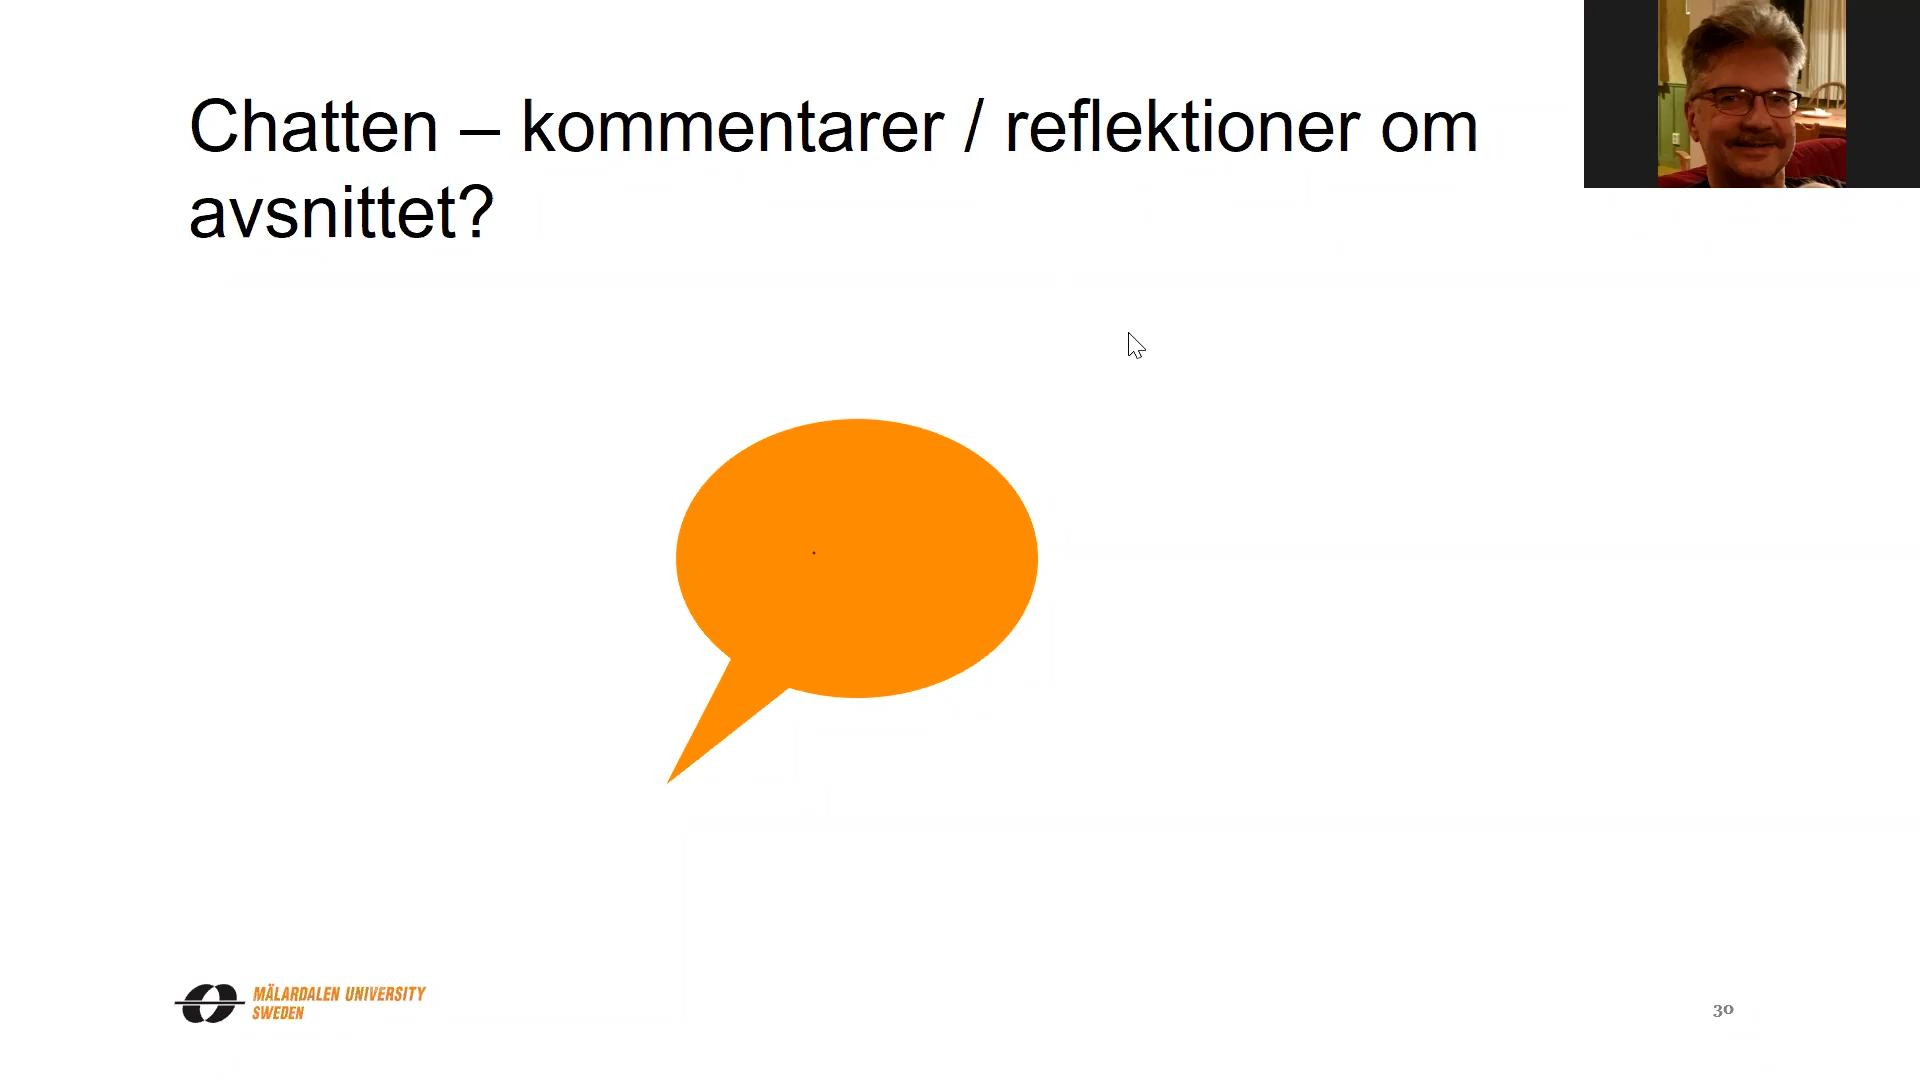 Chatten – kommentarer / reflektioner om
avsnittet?
MÄLARDALEN UNIVERSITY
SWEDEN
30